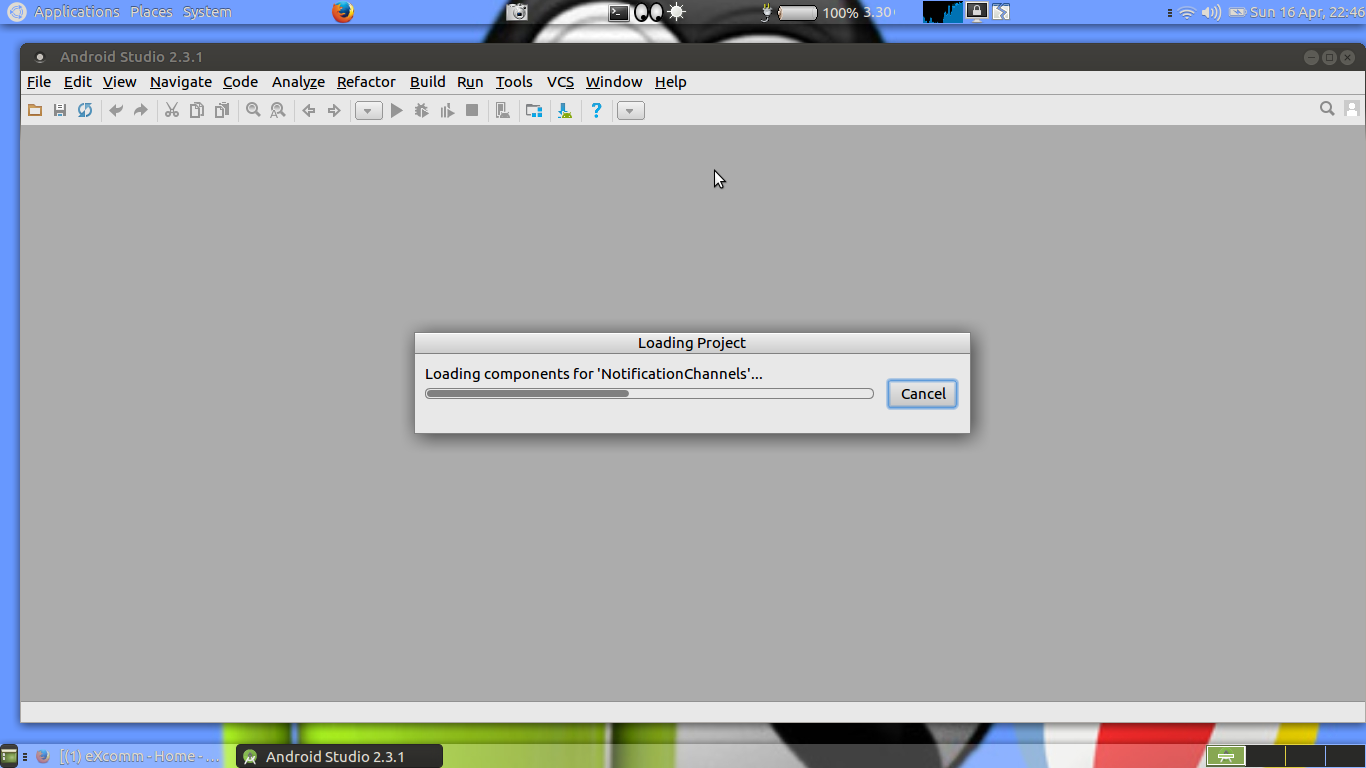 Applications Places System 100% 3.30 Sun 16 Apr, 22:46
Android Studio 2.3.1
File Edit View Navigate Code Analyze Refactor Build Run Tools VCS Window Help
?
Loading Project
Loading components for 'NotificationChannels'...
Cancel
[(1) eXcomm - Home -... Android Studio 2.3.1